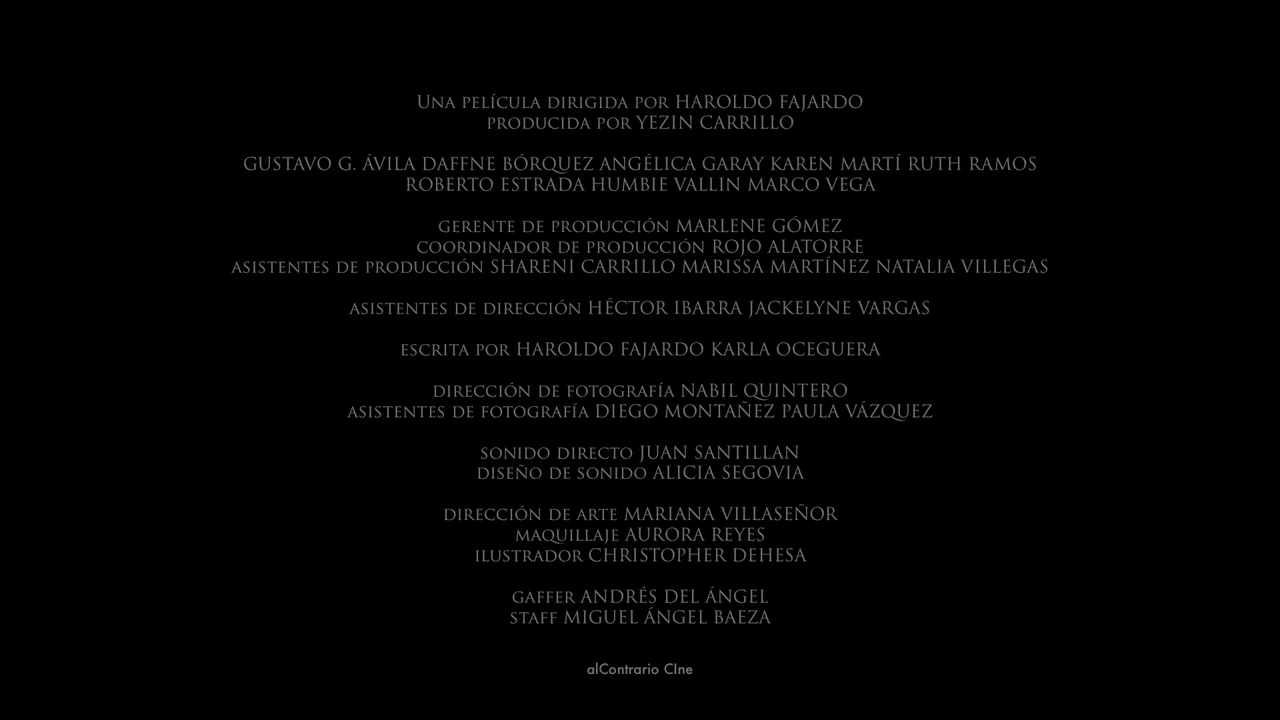 Una película dirigida por HAROLDO FAJARDO
producida por YEZIN CARRILLO
GUSTAVO G. ÁVILA DAFFNE BÓRQUEZ ANGÉLICA GARAY KAREN MARTÍ RUTH RAMOS
ROBERTO ESTRADA HUMBIE VALLIN MARCO VEGA
gerente de producción MARLENE GÓMEZ
coordinador de producción ROJO ALATORRE
asistentes de producción SHARENI CARRILLO MARISSA MARTÍNEZ NATALIA VILLEGAS
asistentes de dirección HÉCTOR IBARRA JACKELYNE VARGAS
escrita por HAROLDO FAJARDO KARLA OCEGUERA
dirección de fotografía NABIL QUINTERO
asistentes de fotografía DIEGO MONTAÑEZ PAULA VÁZQUEZ
sonido directo JUAN SANTILLAN
diseño de sonido ALICIA SEGOVIA
dirección de arte MARIANA VILLASEÑOR
maquillaje AURORA REYES
ilustrador CHRISTOPHER DEHESA
gaffer ANDRÉS DEL ÁNGEL
staff MIGUEL ÁNGEL BAEZA
alContrario CIne